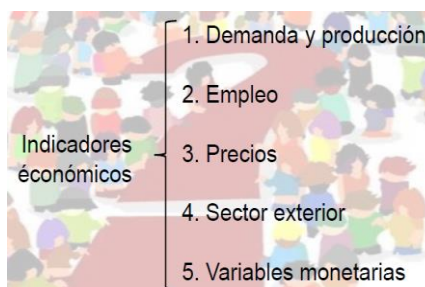 Indicadores
éconómicos
1. Demanda y producción
2. Empleo
3. Precios
4. Sector exterior
5. Variables monetarias